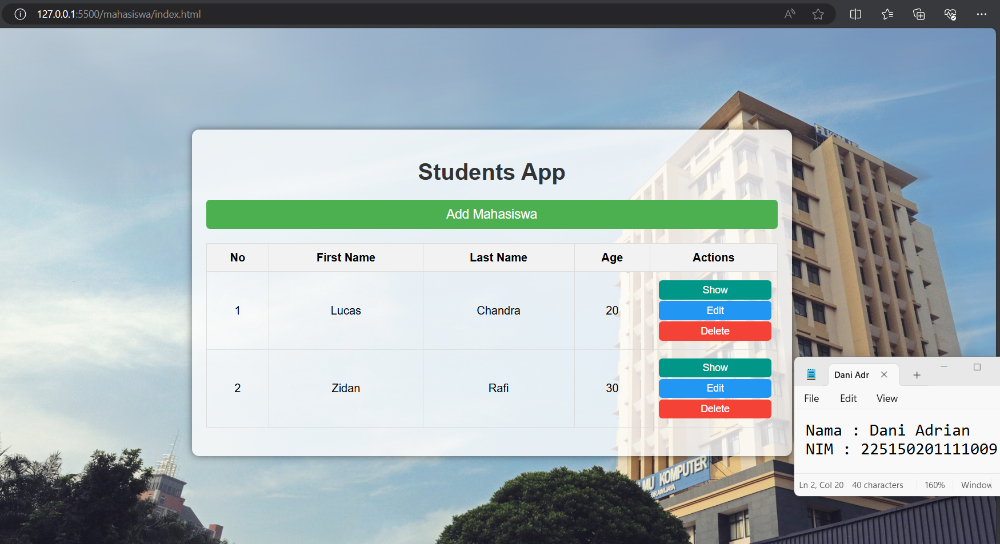 127.0.0.1:5500/mahasiswa/index.html
Students App
Add Mahasiswa
No First Name Last Name Age Actions
1 Lucas Chandra 20 Show Edit Delete
2 Zidan Rafi 30 Show Edit Delete
Dani Adr
File Edit View
Nama : Dani Adrian
NIM : 225150201111009
Ln 2, Col 20 40 characters 160% Window
KOMPUTER
BRAWIJAYA